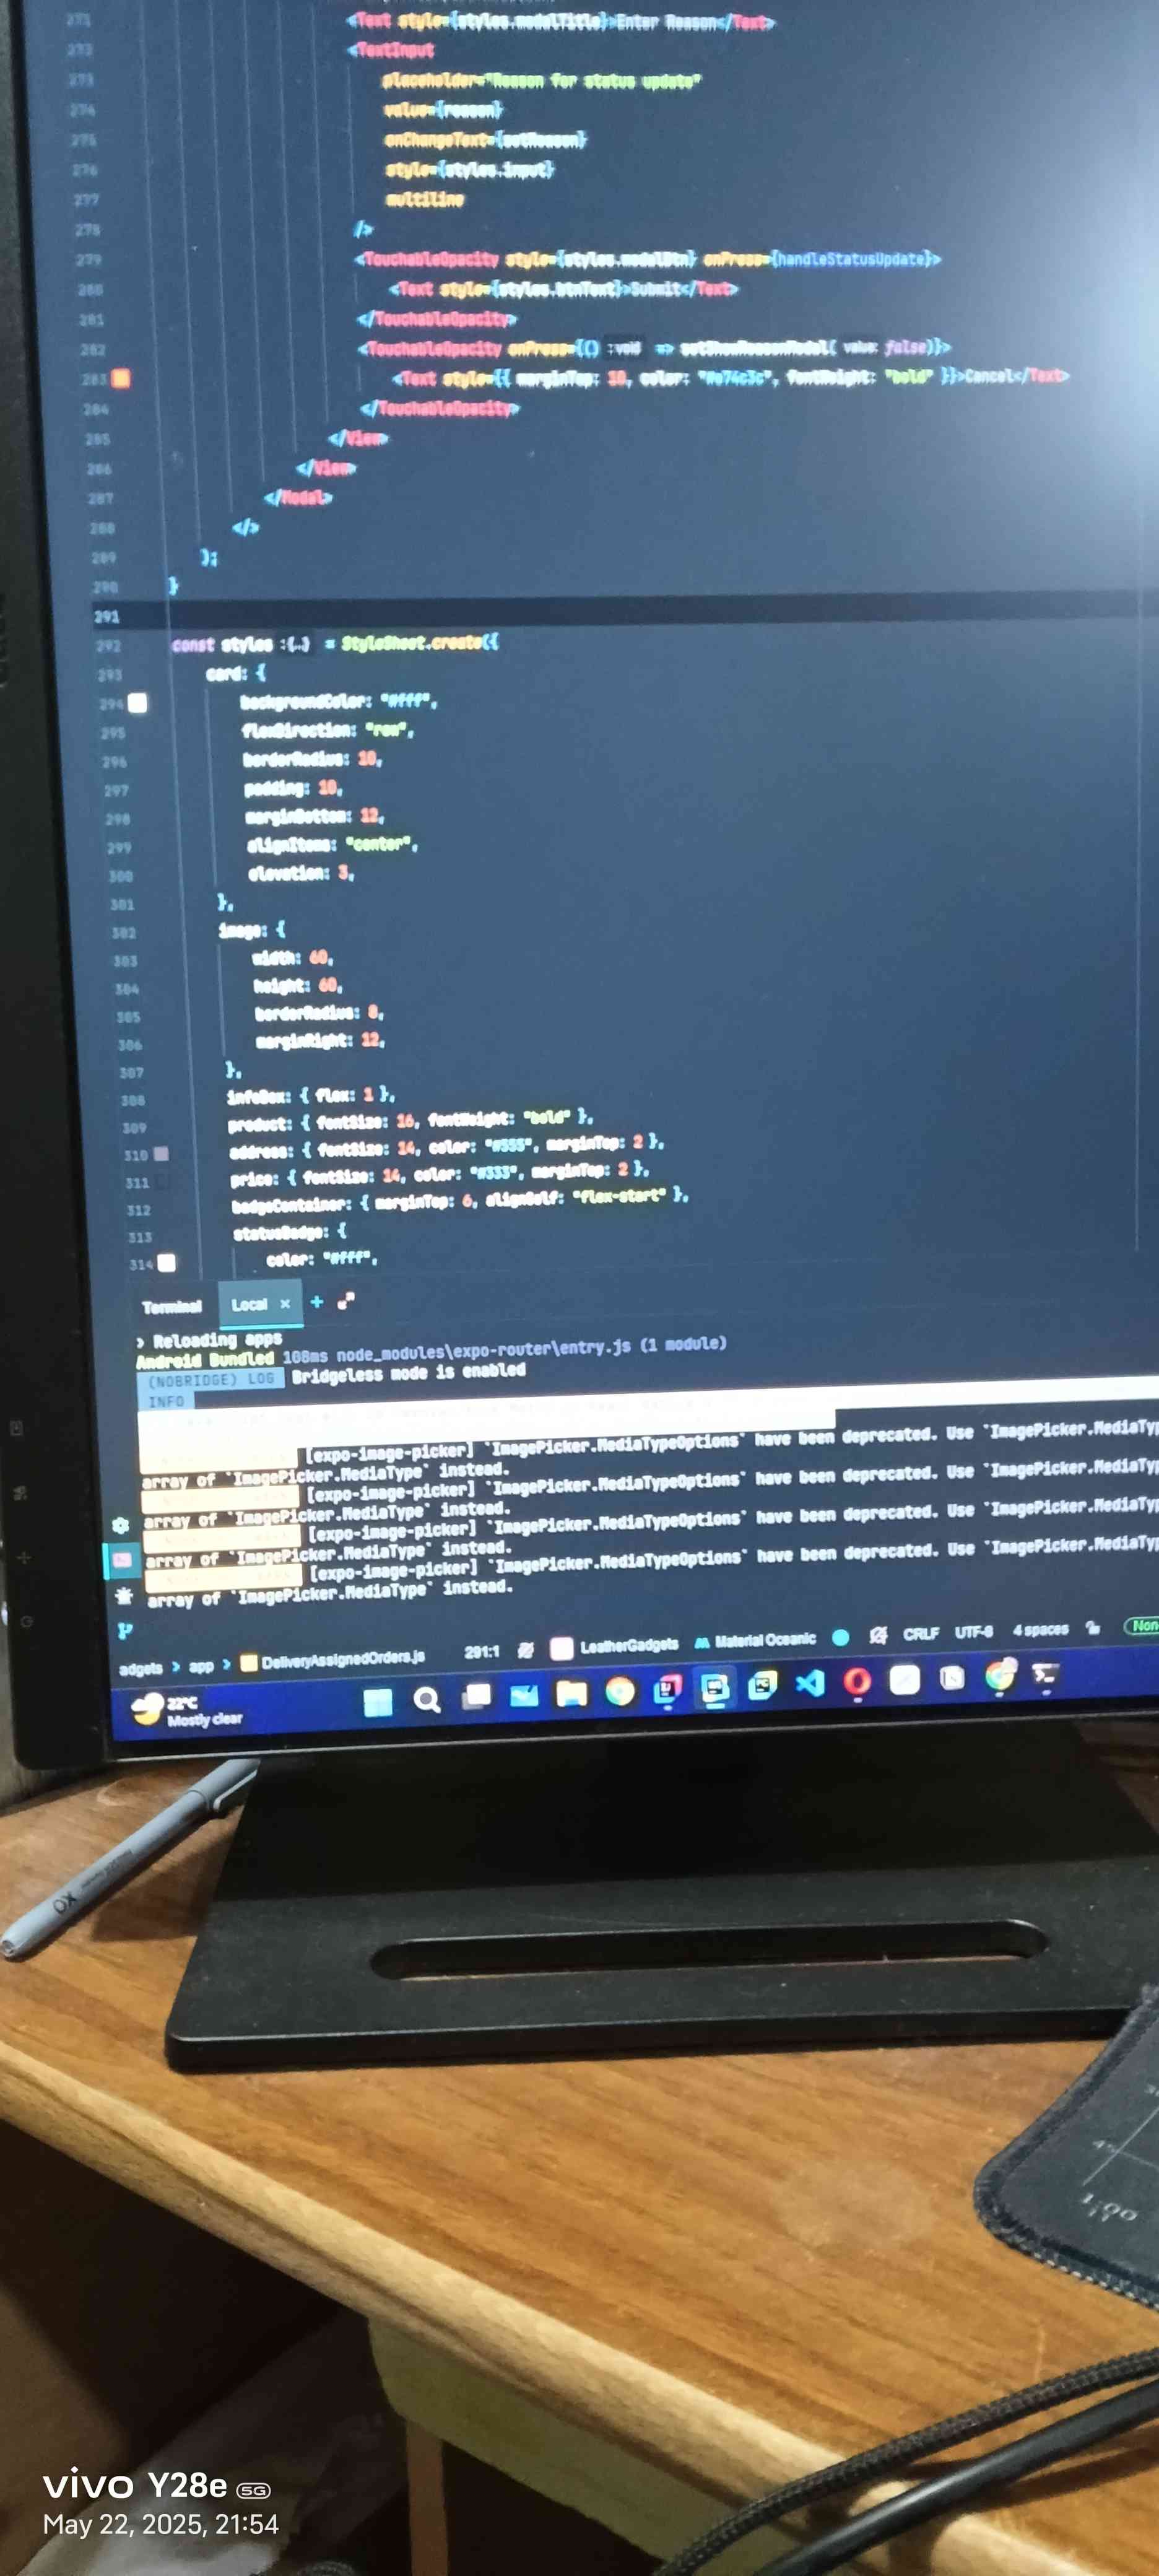 271 <Text style={styles.modalTitle}>Enter Reason</Text>
272 <TextInput
273 placeholder="Reason for status update"
274 value={reason}
275 onChangeText={setReason}
276 style={styles.input}
277 multiline
278 />
279 <TouchableOpacity style={styles.modalBtn} onPress={handleStatusUpdate}>
280 <Text style={styles.btnText}>Submit</Text>
281 </TouchableOpacity>
282 <TouchableOpacity onPress={() :void => setShowReasonModal( value: false)}>
283 <Text style={{ marginTop: 10, color: "#e74c3c", fontWeight: "bold" }}>Cancel</Text>
284 </TouchableOpacity>
285 </View>
286 </View>
287 </Modal>
288 </>
289 );
290 }
291
292 const styles :{…} = StyleSheet.create({
293 card: {
294 backgroundColor: "#fff",
295 flexDirection: "row",
296 borderRadius: 10,
297 padding: 10,
298 marginBottom: 12,
299 alignItems: "center",
300 elevation: 3,
301 },
302 image: {
303 width: 60,
304 height: 60,
305 borderRadius: 8,
306 marginRight: 12,
307 },
308 infoBox: { flex: 1 },
309 product: { fontSize: 16, fontWeight: "bold" },
310 address: { fontSize: 14, color: "#555", marginTop: 2 },
311 price: { fontSize: 14, color: "#333", marginTop: 2 },
312 badgeContainer: { marginTop: 6, alignSelf: "flex-start" },
313 statusBadge: {
314 color: "#fff",
Terminal Local × +
› Reloading apps
Android Bundled 108ms node_modules\expo-router\entry.js (1 module)
(NOBRIDGE) LOG Bridgeless mode is enabled
INFO
[expo-image-picker] `ImagePicker.MediaTypeOptions` have been deprecated. Use `ImagePicker.MediaTyp
array of `ImagePicker.MediaType` instead.
[expo-image-picker] `ImagePicker.MediaTypeOptions` have been deprecated. Use `ImagePicker.MediaTyp
array of `ImagePicker.MediaType` instead.
[expo-image-picker] `ImagePicker.MediaTypeOptions` have been deprecated. Use `ImagePicker.MediaTyp
array of `ImagePicker.MediaType` instead.
[expo-image-picker] `ImagePicker.MediaTypeOptions` have been deprecated. Use `ImagePicker.MediaTyp
array of `ImagePicker.MediaType` instead.
adgets > app > DeliveryAssignedOrders.js 291:1 LeatherGadgets Material Oceanic CRLF UTF-8 4 spaces Non
22°C
Mostly clear
OX
1:00
vivo Y28e 5G
May 22, 2025, 21:54